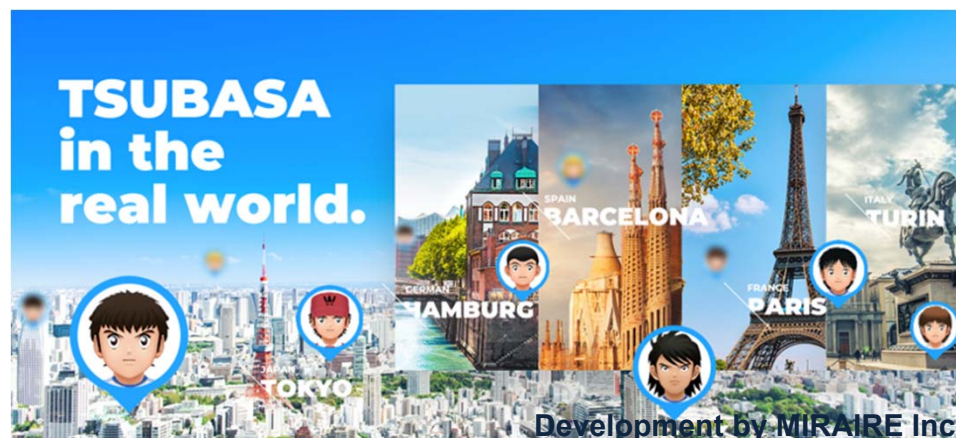 TSUBASA
in the
real world.
JAPAN
TOKYO
GERMAN
HAMBURG
SPAIN
BARCELONA
FRANCE
PARIS
ITALY
TURIN
Development by MIRAIRE Inc